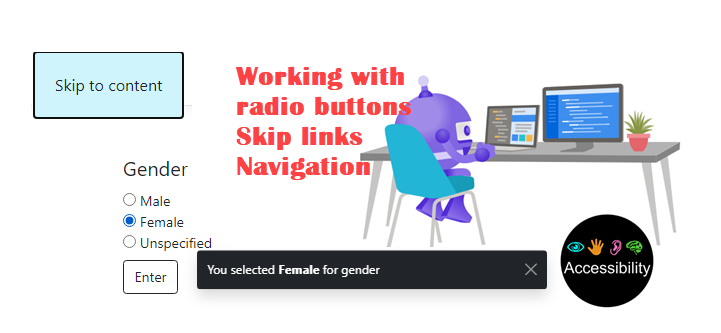 Skip to content
Working with
radio buttons
Skip links
Navigation
Gender
Male
Female
Unspecified
Enter
You selected Female for gender
Accessibility